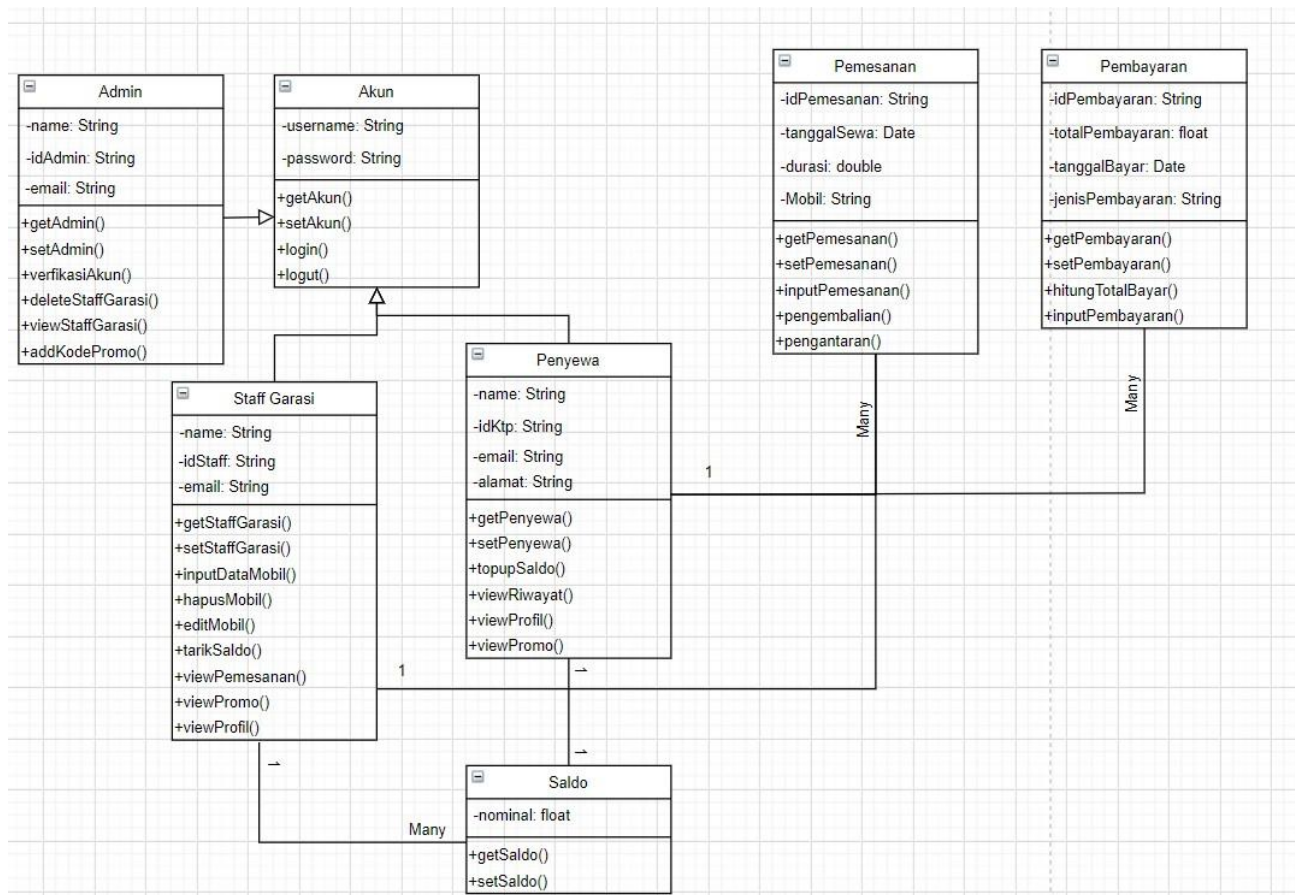 Admin
-name: String
-idAdmin: String
-email: String
+getAdmin()
+setAdmin()
+verfikasiAkun()
+deleteStaffGarasi()
+viewStaffGarasi()
+addKodePromo()
Akun
-username: String
-password: String
+getAkun()
+setAkun()
+login()
+logut()
Pemesanan
-idPemesanan: String
-tanggalSewa: Date
-durasi: double
-Mobil: String
+getPemesanan()
+setPemesanan()
+inputPemesanan()
+pengembalian()
+pengantaran()
Pembayaran
-idPembayaran: String
-totalPembayaran: float
-tanggalBayar: Date
-jenisPembayaran: String
+getPembayaran()
+setPembayaran()
+hitungTotalBayar()
+inputPembayaran()
Staff Garasi
-name: String
-idStaff: String
-email: String
+getStaffGarasi()
+setStaffGarasi()
+inputDataMobil()
+hapusMobil()
+editMobil()
+tarikSaldo()
+viewPemesanan()
+viewPromo()
+viewProfil()
Penyewa
-name: String
-idKtp: String
-email: String
-alamat: String
+getPenyewa()
+setPenyewa()
+topupSaldo()
+viewRiwayat()
+viewProfil()
+viewPromo()
1
Many
Many
1
1
1
1
Many
Saldo
-nominal: float
+getSaldo()
+setSaldo()